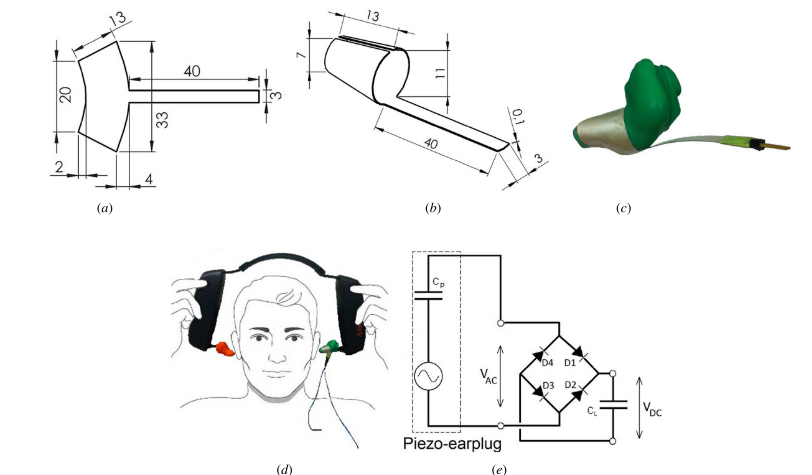 13
40
20
33
3
2
4
(a)
13
7
11
0.1
40
3
(b)
(c)
(d)
Cp
VAC
D4
D1
D3
D2
CL
VDC
Piezo-earplug
(e)